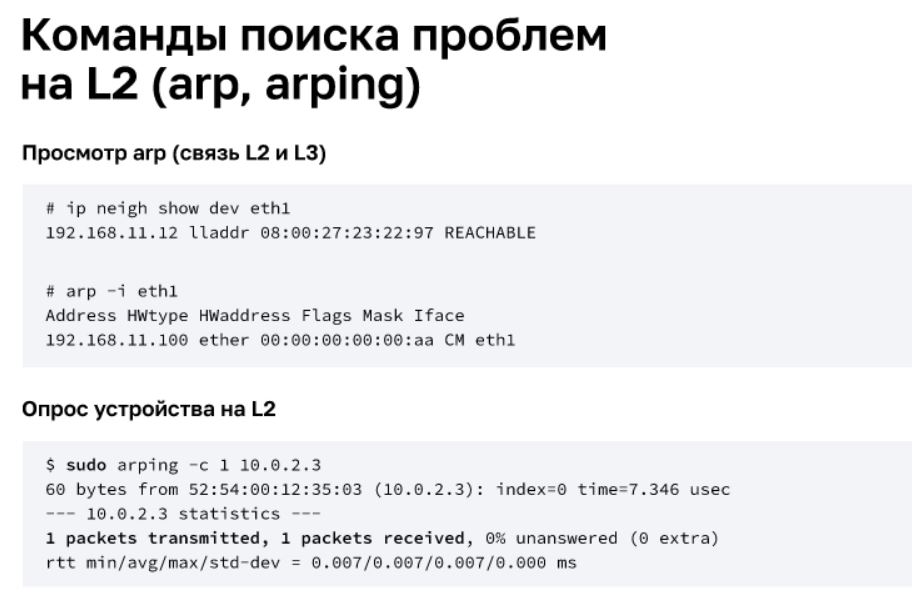 Команды поиска проблем
на L2 (arp, arping)
Просмотр arp (связь L2 и L3)
# ip neigh show dev eth1
192.168.11.12 lladdr 08:00:27:23:22:97 REACHABLE
# arp -i eth1
Address HWtype HWaddress Flags Mask Iface
192.168.11.100 ether 00:00:00:00:00:aa CM eth1
Опрос устройства на L2
$ sudo arping -c 1 10.0.2.3
60 bytes from 52:54:00:12:35:03 (10.0.2.3): index=0 time=7.346 usec
--- 10.0.2.3 statistics ---
1 packets transmitted, 1 packets received, 0% unanswered (0 extra)
rtt min/avg/max/std-dev = 0.007/0.007/0.007/0.000 ms